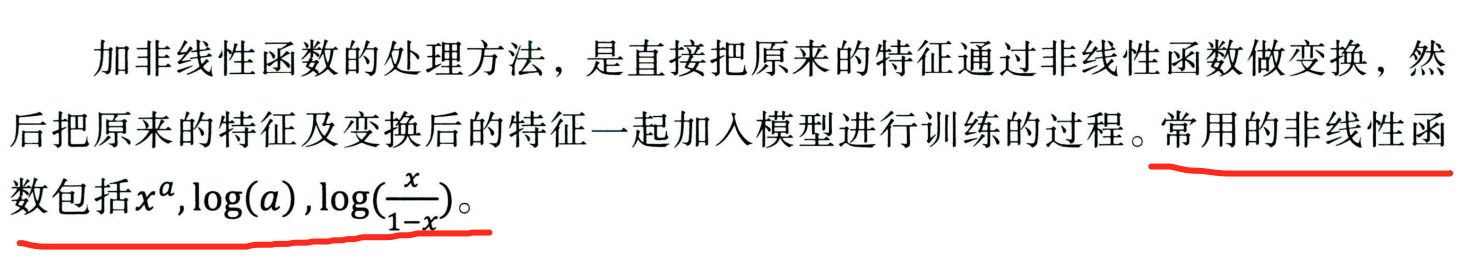 加非线性函数的处理方法，是直接把原来的特征通过非线性函数做变换，然
后把原来的特征及变换后的特征一起加入模型进行训练的过程。常用的非线性函
数包括xᵃ,log(a),log(x/(1−x))。